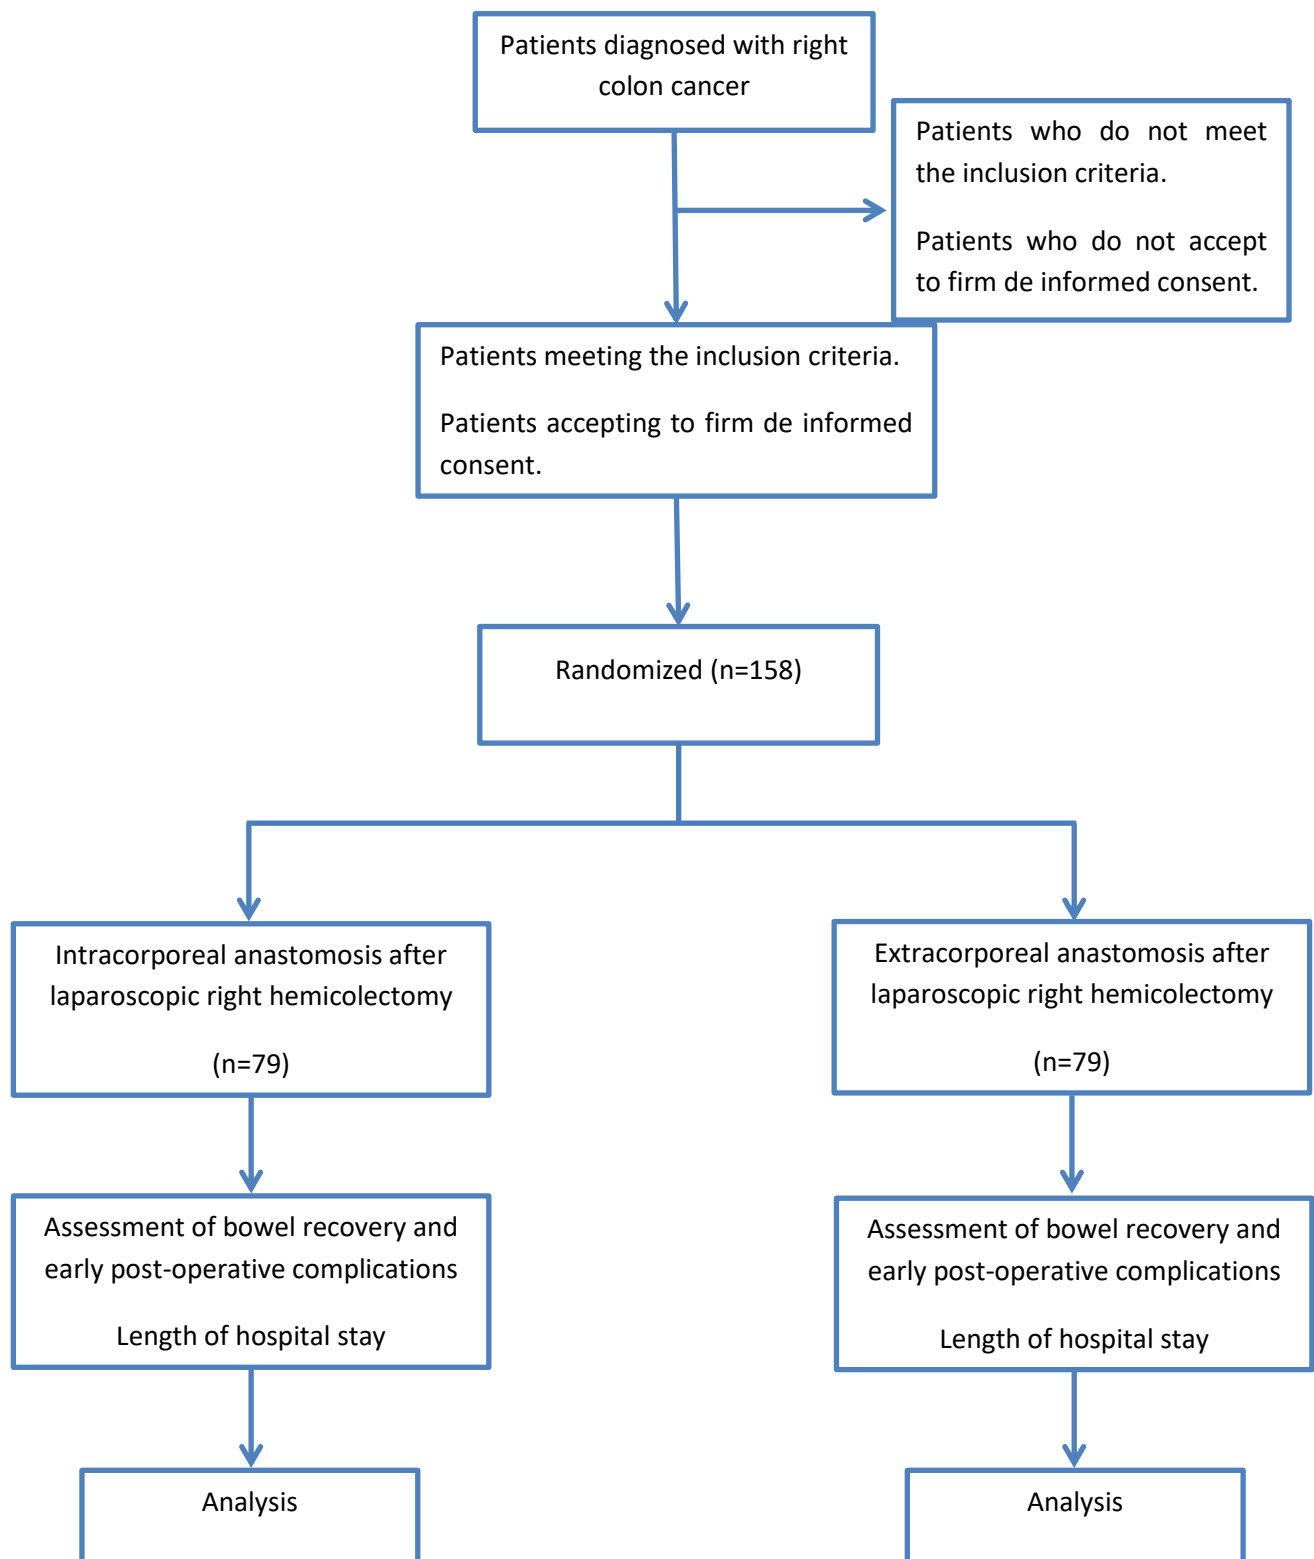 Patients diagnosed with right
colon cancer
Patients who do not meet
the inclusion criteria.
Patients who do not accept
to firm de informed consent.
Patients meeting the inclusion criteria.
Patients accepting to firm de informed
consent.
Randomized (n=158)
Intracorporeal anastomosis after
laparoscopic right hemicolectomy
(n=79)
Extracorporeal anastomosis after
laparoscopic right hemicolectomy
(n=79)
Assessment of bowel recovery and
early post-operative complications
Length of hospital stay
Assessment of bowel recovery and
early post-operative complications
Length of hospital stay
Analysis
Analysis